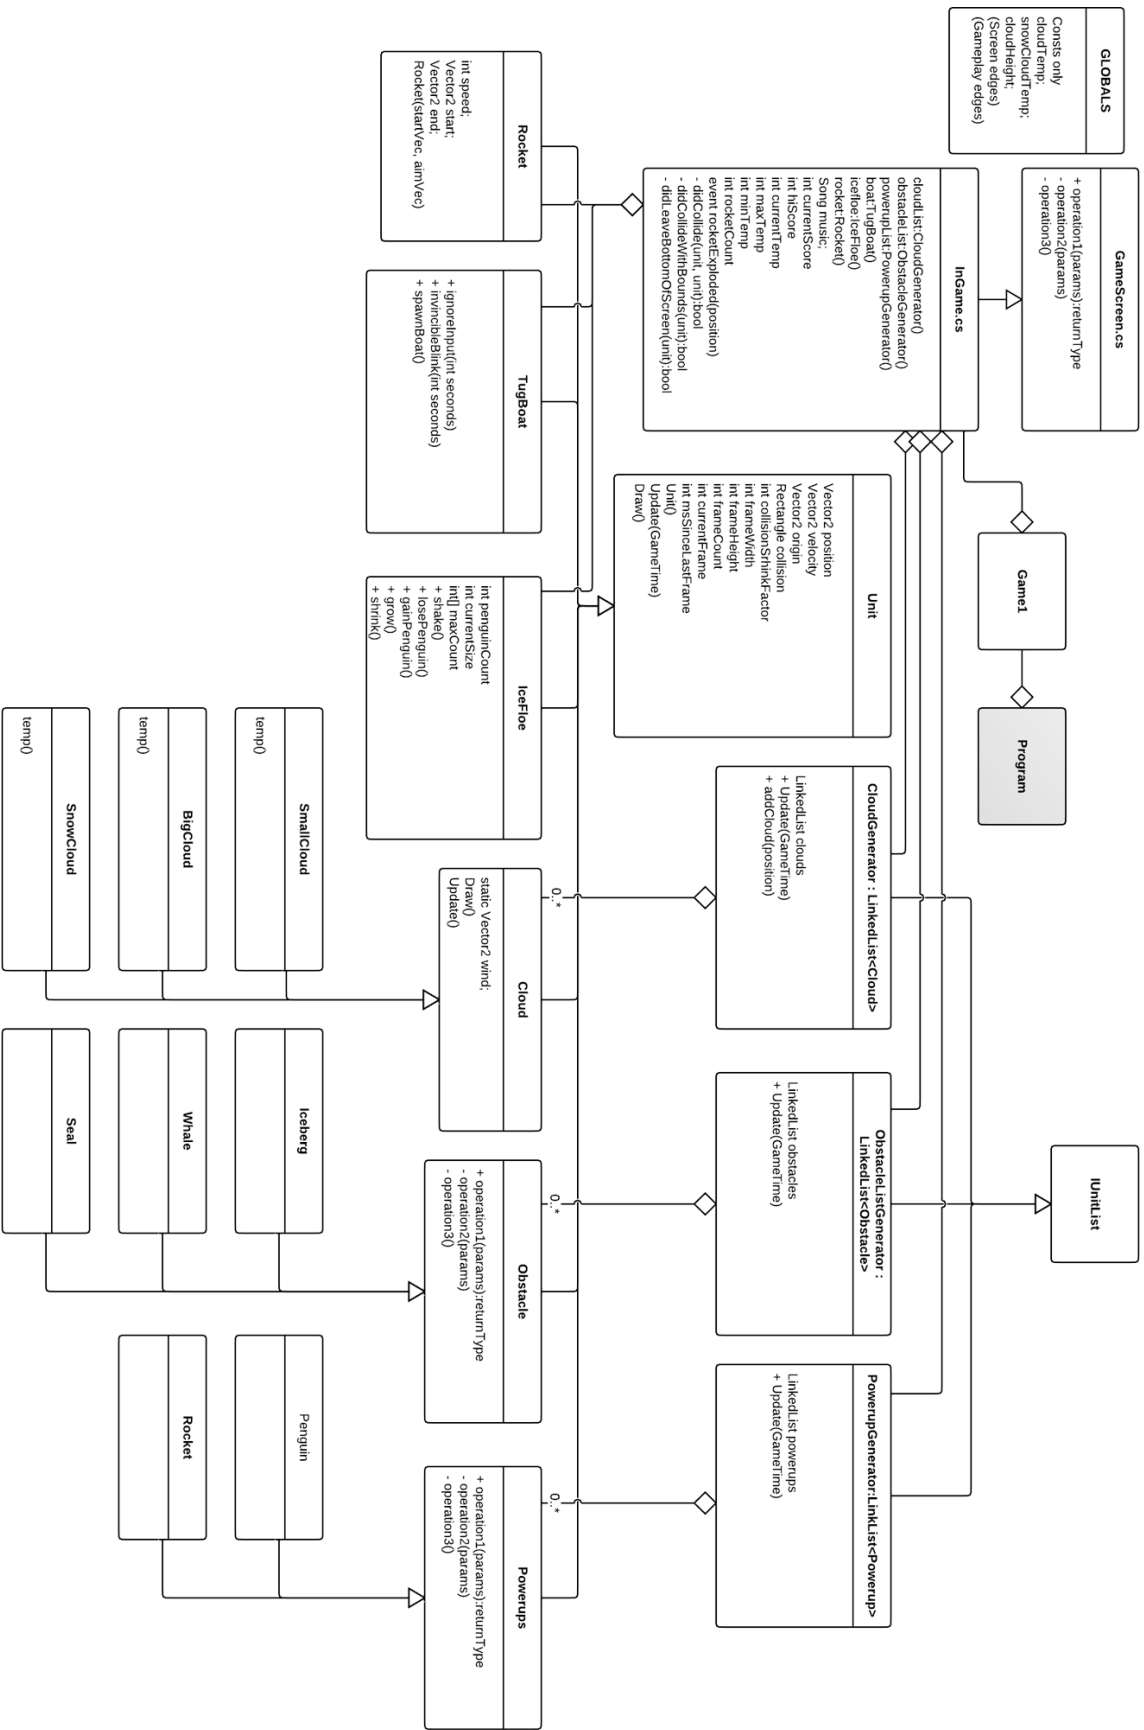 GLOBALS
Consts only
cloudTemp;
snowCloudTemp;
cloudHeight;
(Screen edges)
(Gameplay edges)
GameScreen.cs
+ operation1(params):returnType
- operation2(params)
- operation3()
Game1
Program
IUnitList
InGame.cs
cloudList:CloudGenerator()
obstacleList:ObstacleGenerator()
powerupList:PowerupGenerator()
boat:TugBoat()
icefloe:IceFloe()
rocket:Rocket()
Song music;
int currentScore
int hiScore
int currentTemp
int maxTemp
int minTemp
int rocketCount
event rocketExploded(position)
- didCollide(unit, unit):bool
- didCollideWithBounds(unit):bool
- didLeaveBottomOfScreen(unit):bool
Unit
Vector2 position
Vector2 velocity
Vector2 origin
Rectangle collision
int collisionSrhinkFactor
int frameWidth
int frameHeight
int frameCount
int currentFrame
int msSinceLastFrame
Unit()
Update(GameTime)
Draw()
CloudGenerator : LinkedList<Cloud>
LinkedList clouds
+ Update(GameTime)
+ addCloud(position)
ObstacleListGenerator :
LinkedList<Obstacle>
LinkedList obstacles
+ Update(GameTime)
PowerupGenerator:LinkList<Powerup>
LinkedList powerups
+ Update(GameTime)
0..*
0..*
0..*
Rocket
int speed;
Vector2 start;
Vector2 end;
Rocket(startVec, aimVec)
TugBoat
+ ignoreInput(int seconds)
+ invincibleBlink(int seconds)
+ spawnBoat()
IceFloe
int penguinCount
int currentSize
int[] maxCount
+ shake()
+ losePenguin()
+ gainPenguin()
+ grow()
+ shrink()
Cloud
static Vector2 wind;
Draw()
Update()
Obstacle
+ operation1(params):returnType
- operation2(params)
- operation3()
Powerups
+ operation1(params):returnType
- operation2(params)
- operation3()
SmallCloud
temp()
Iceberg
Penguin
BigCloud
temp()
Whale
Rocket
SnowCloud
temp()
Seal